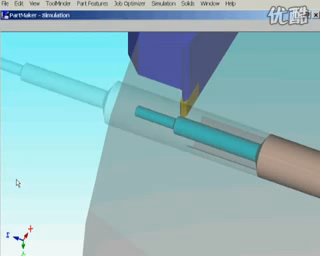 File Edit View ToolMinder Part Features Job Optimizer Simulation Solids Window Help
优酷
PartMaker - Simulation